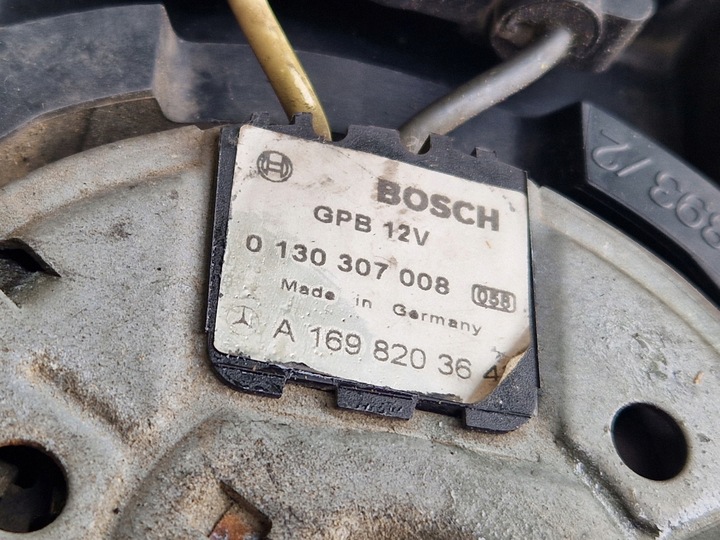 BOSCH
GPB 12V
0 130 307 008 058
Made in Germany
A 169 820 36 4
893/2